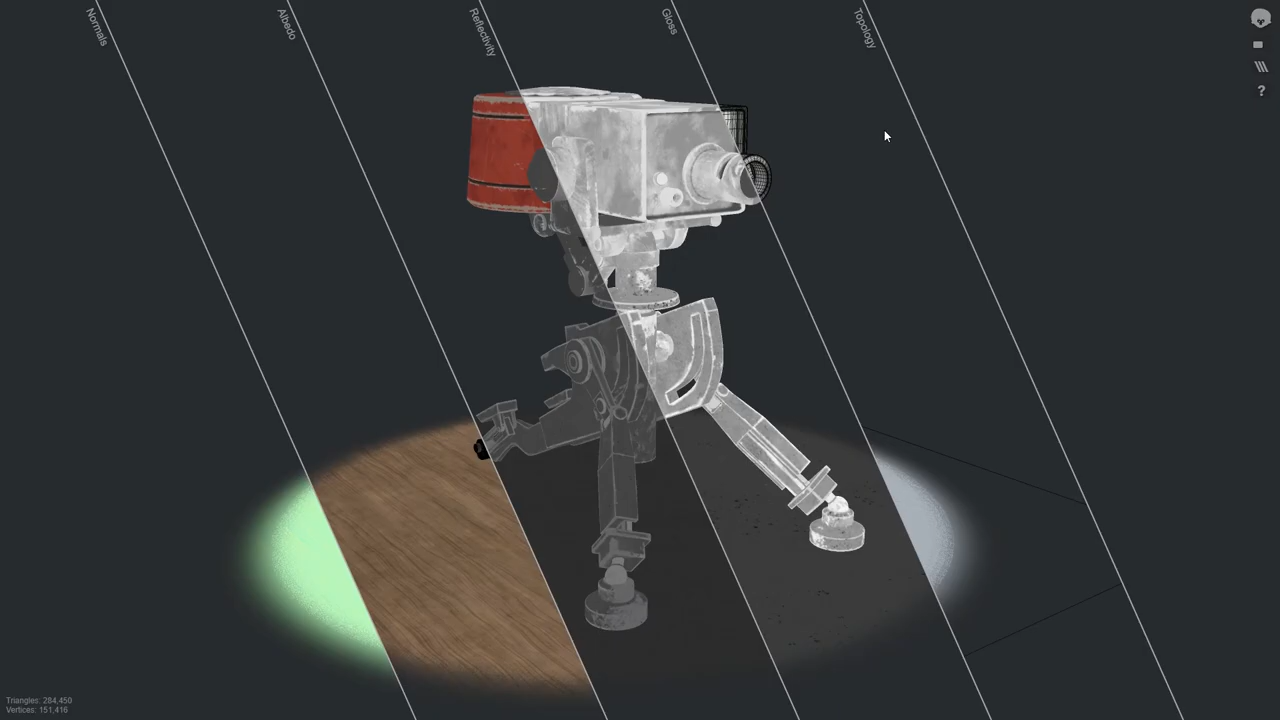 Normals
Albedo
Reflectivity
Gloss
Topology
?
Triangles: 284,450
Vertices: 151,416